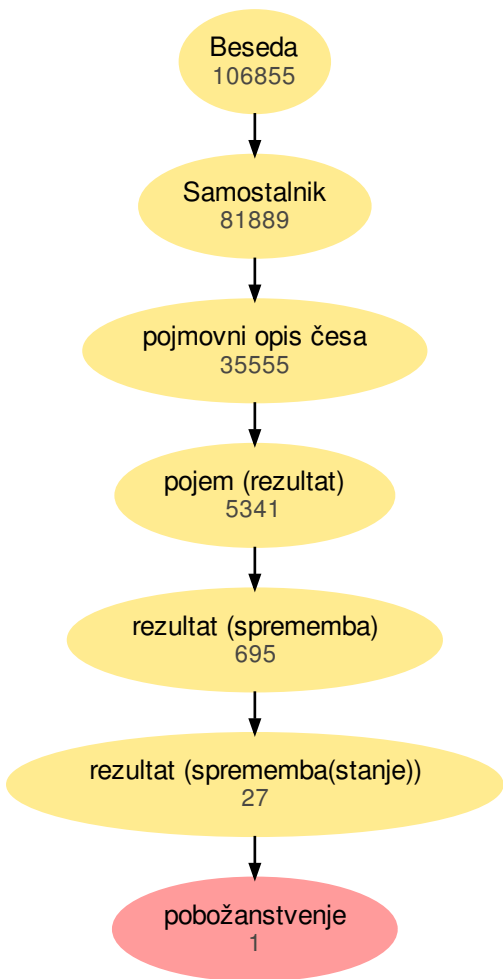 Beseda
106855
Samostalnik
81889
pojmovni opis česa
35555
pojem (rezultat)
5341
rezultat (sprememba)
695
rezultat (sprememba(stanje))
27
pobožanstvenje
1